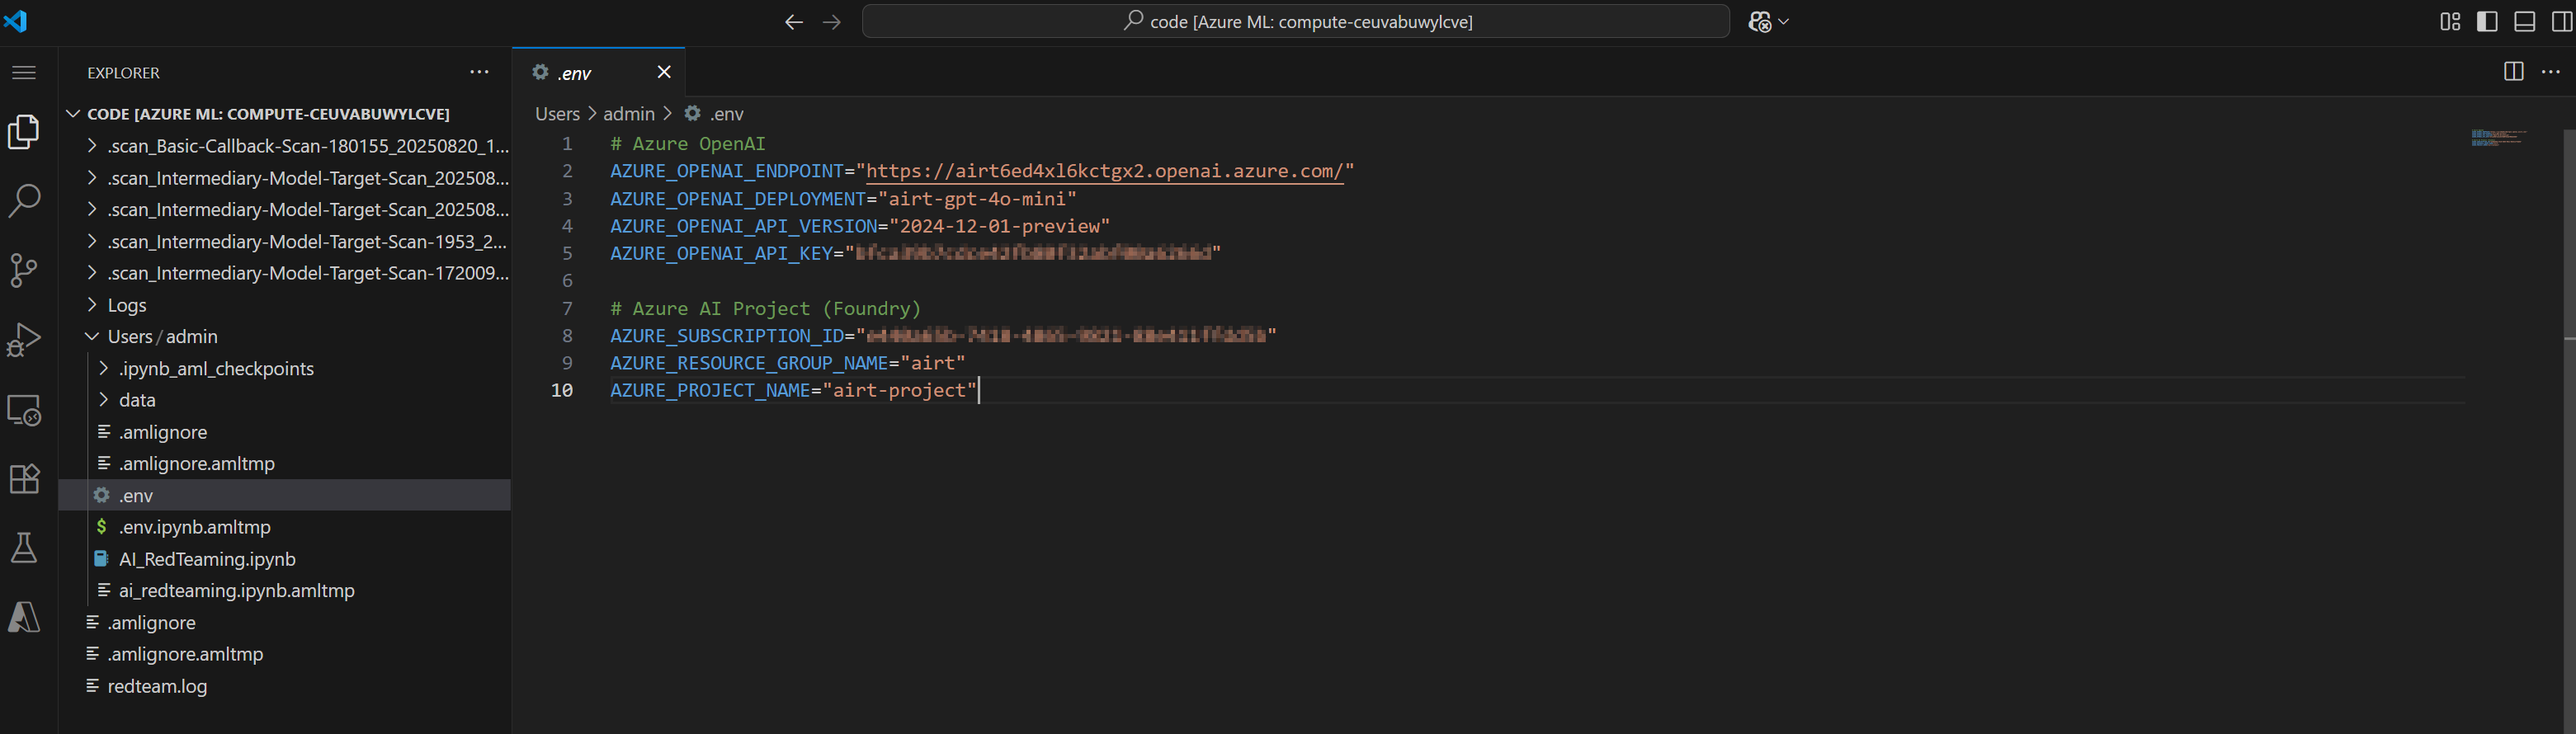 code [Azure ML: compute-ceuvabuwylcve]
EXPLORER
CODE [AZURE ML: COMPUTE-CEUVABUWYLCVE]
.scan_Basic-Callback-Scan-180155_20250820_1...
.scan_Intermediary-Model-Target-Scan_202508...
.scan_Intermediary-Model-Target-Scan_202508...
.scan_Intermediary-Model-Target-Scan-1953_2...
.scan_Intermediary-Model-Target-Scan-172009...
Logs
Users/admin
.ipynb_aml_checkpoints
data
.amlignore
.amlignore.amltmp
.env
.env.ipynb.amltmp
AI_RedTeaming.ipynb
ai_redteaming.ipynb.amltmp
.amlignore
.amlignore.amltmp
redteam.log
.env
Users > admin > .env
1 # Azure OpenAI
2 AZURE_OPENAI_ENDPOINT="https://airt6ed4xl6kctgx2.openai.azure.com/"
3 AZURE_OPENAI_DEPLOYMENT="airt-gpt-4o-mini"
4 AZURE_OPENAI_API_VERSION="2024-12-01-preview"
5 AZURE_OPENAI_API_KEY=""
6
7 # Azure AI Project (Foundry)
8 AZURE_SUBSCRIPTION_ID=""
9 AZURE_RESOURCE_GROUP_NAME="airt"
10 AZURE_PROJECT_NAME="airt-project"